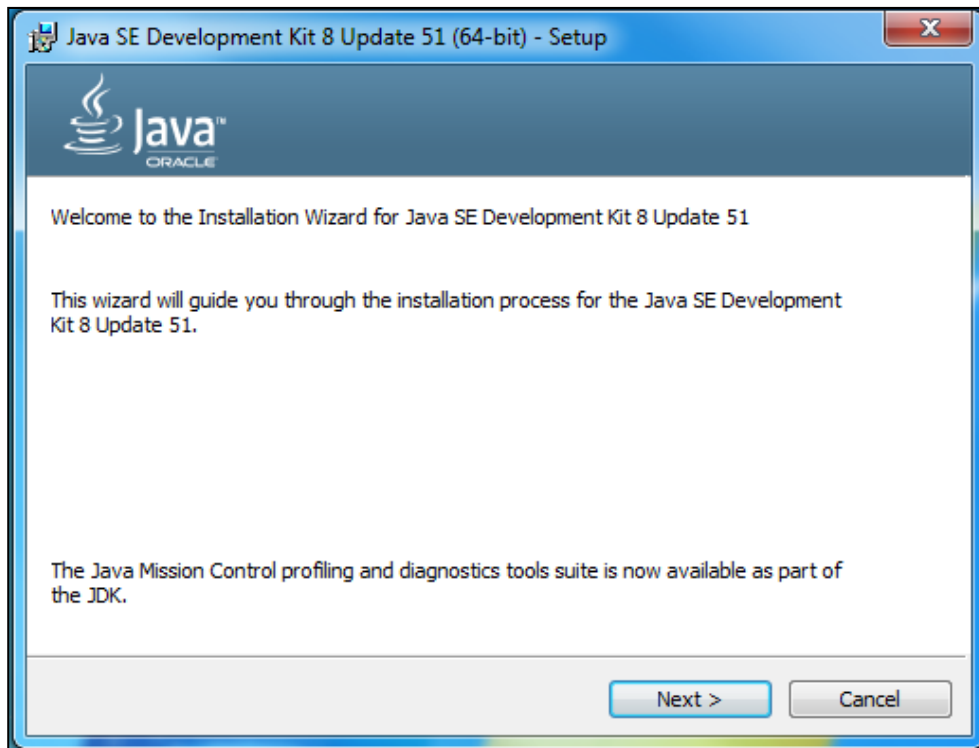 Java SE Development Kit 8 Update 51 (64-bit) - Setup
Java™
ORACLE
Welcome to the Installation Wizard for Java SE Development Kit 8 Update 51
This wizard will guide you through the installation process for the Java SE Development
Kit 8 Update 51.
The Java Mission Control profiling and diagnostics tools suite is now available as part of
the JDK.
Next >
Cancel